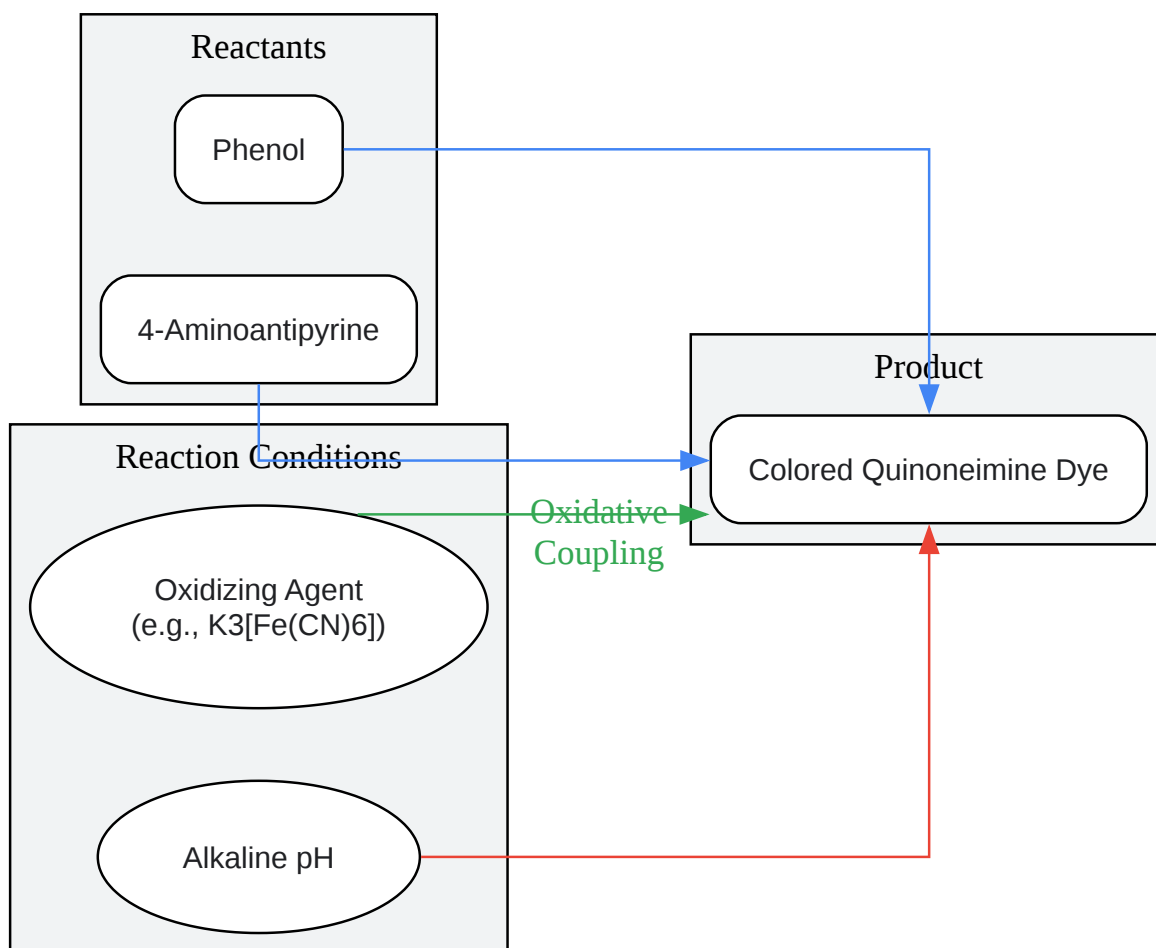 Reactants
Phenol
4-Aminoantipyrine
Reaction Conditions
Oxidizing Agent
(e.g., K3[Fe(CN)6])
Alkaline pH
Oxidative
Coupling
Product
Colored Quinoneimine Dye